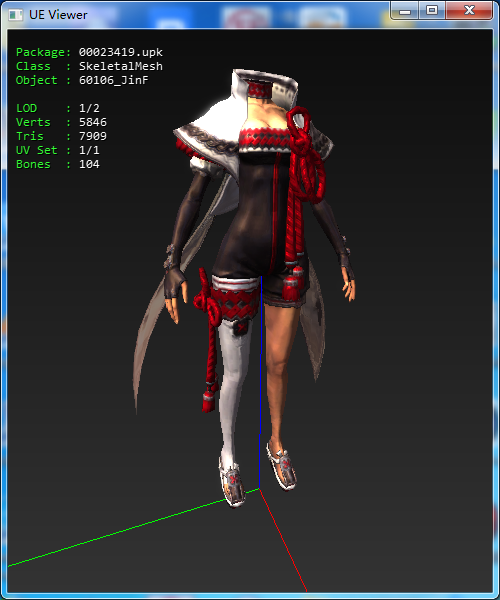 UE Viewer
Package: 00023419.upk
Class : SkeletalMesh
Object : 60106_JinF
LOD : 1/2
Verts : 5846
Tris : 7909
UV Set : 1/1
Bones : 104